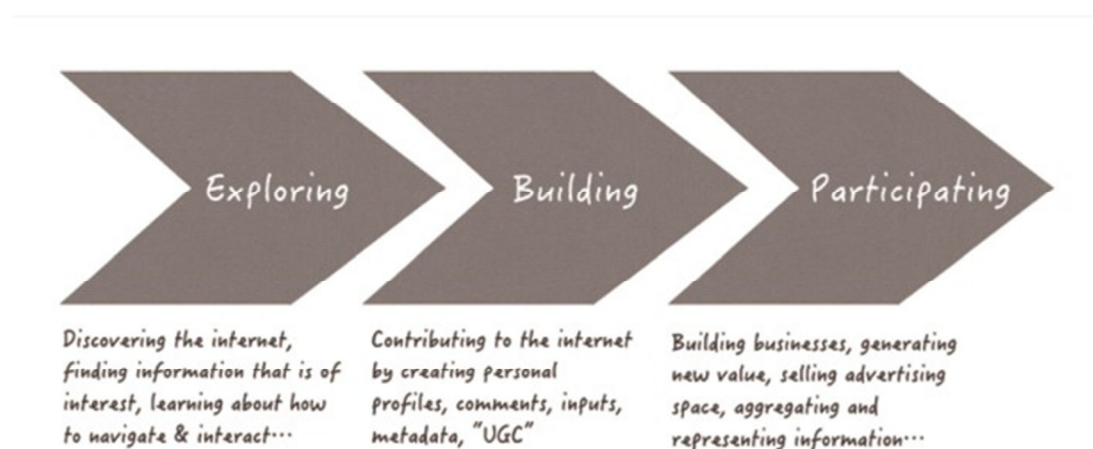 Exploring
Building
Participating
Discovering the internet,
finding information that is of
interest, learning about how
to navigate & interact···
Contributing to the internet
by creating personal
profiles, comments, inputs,
metadata, "UGC"
Building businesses, generating
new value, selling advertising
space, aggregating and
representing information···